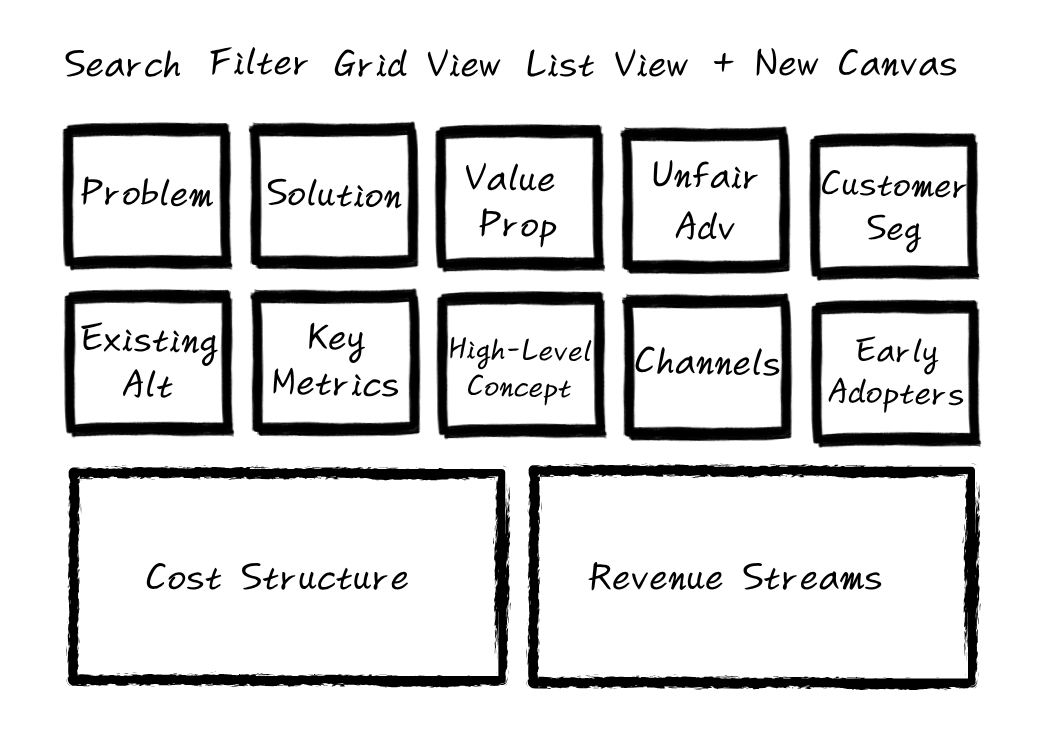 Search Filter Grid View List View + New Canvas
Problem
Solution
Value
Prop
Unfair
Adv
Customer
Seg
Existing
Alt
Key
Metrics
High-Level
Concept
Channels
Early
Adopters
Cost Structure
Revenue Streams